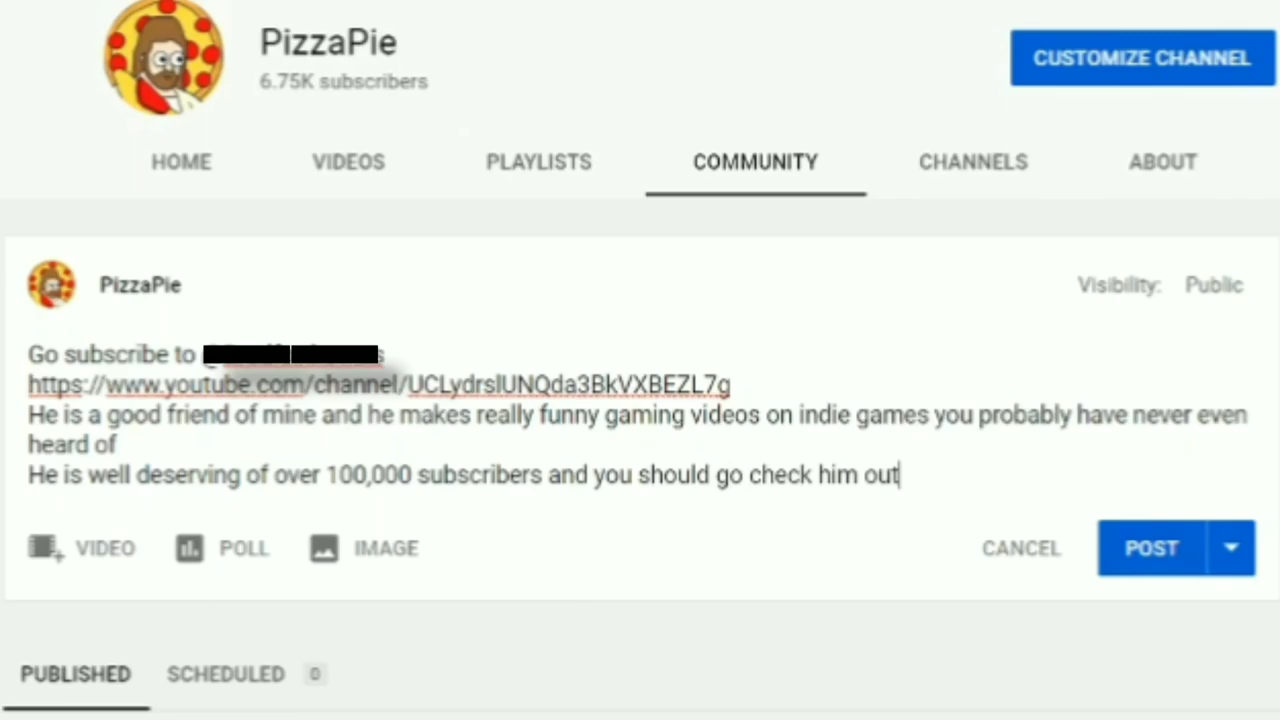 PizzaPie
6.75K subscribers
CUSTOMIZE CHANNEL
HOME VIDEOS PLAYLISTS COMMUNITY CHANNELS ABOUT
PizzaPie
Visibility: Public
Go subscribe to
https://www.youtube.com/channel/UCLydrslUNQda3BkVXBEZL7g
He is a good friend of mine and he makes really funny gaming videos on indie games you probably have never even
heard of
He is well deserving of over 100,000 subscribers and you should go check him out
VIDEO POLL IMAGE CANCEL POST
PUBLISHED SCHEDULED 0